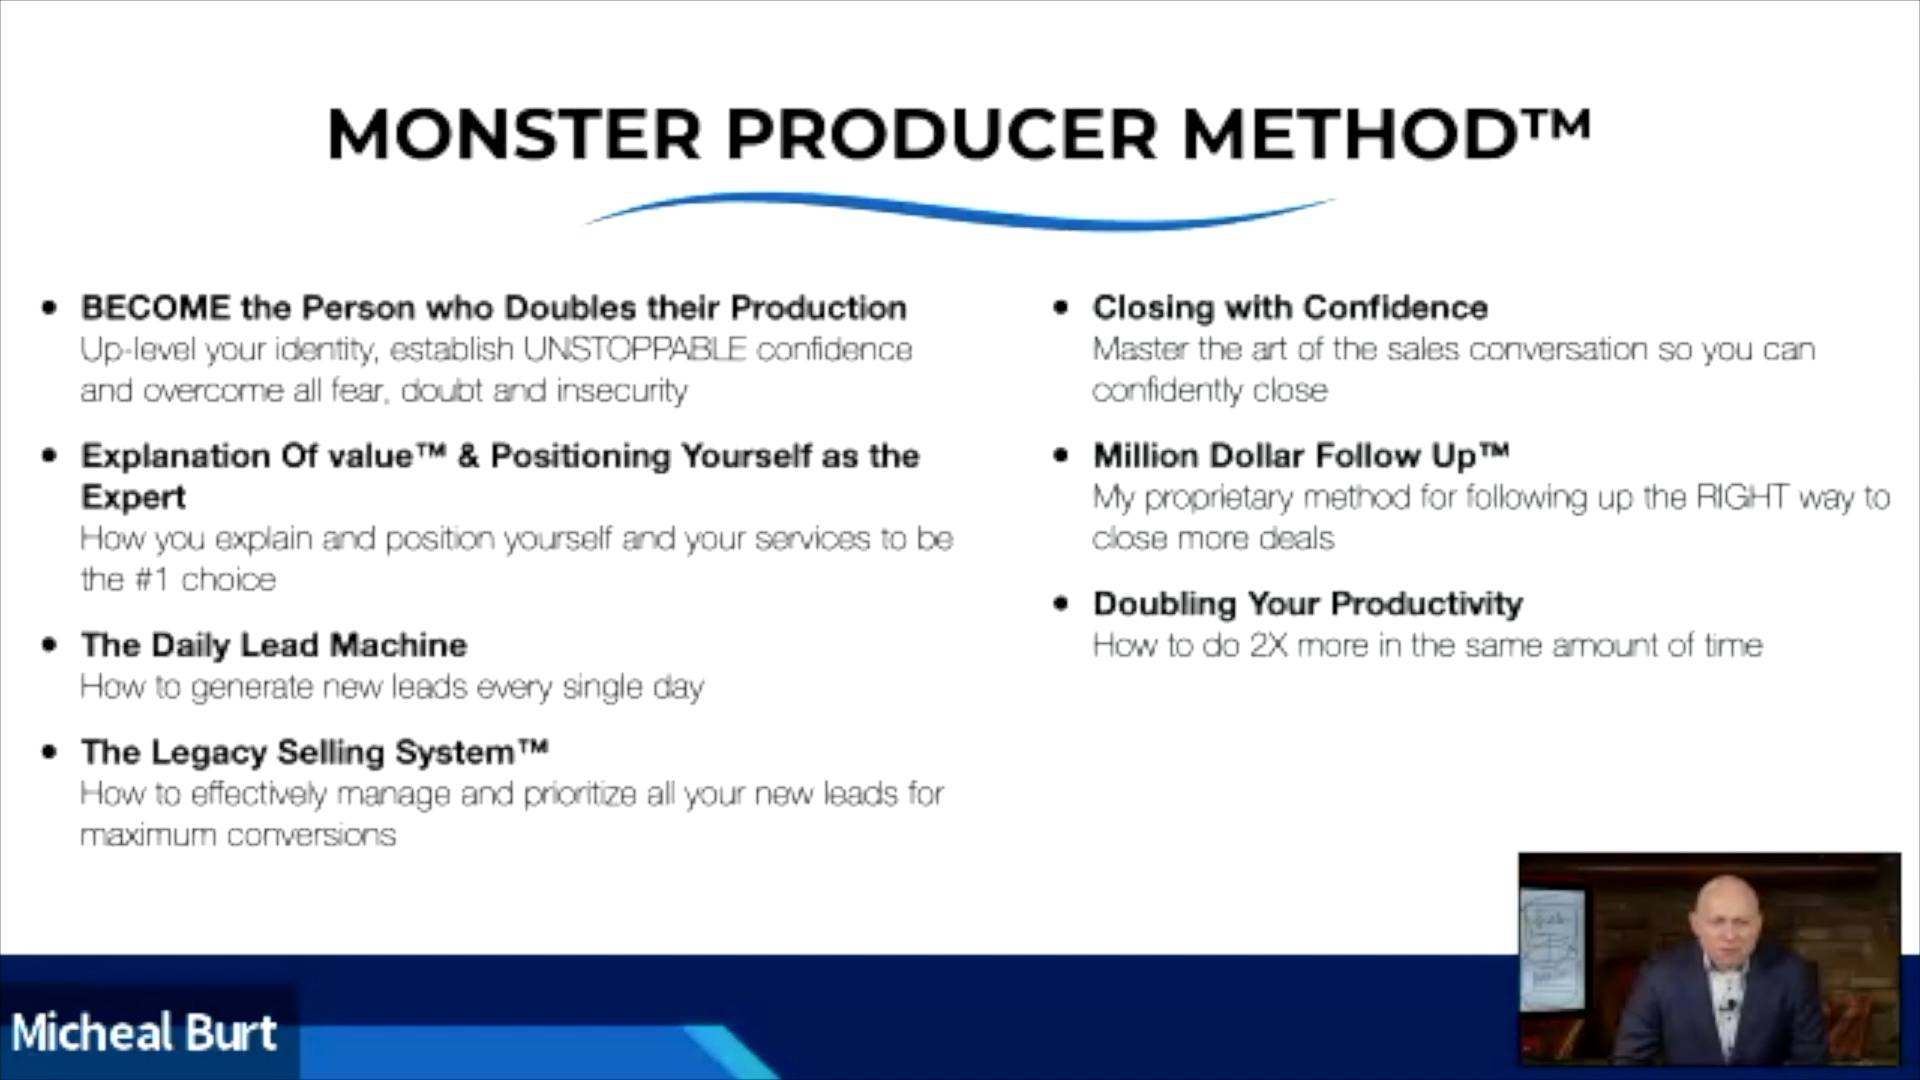 MONSTER PRODUCER METHOD™
• BECOME the Person who Doubles their Production
Up-level your identity, establish UNSTOPPABLE confidence
and overcome all fear, doubt and insecurity
• Explanation Of value™ & Positioning Yourself as the
Expert
How you explain and position yourself and your services to be
the #1 choice
• The Daily Lead Machine
How to generate new leads every single day
• The Legacy Selling System™
How to effectively manage and prioritize all your new leads for
maximum conversions
• Closing with Confidence
Master the art of the sales conversation so you can
confidently close
• Million Dollar Follow Up™
My proprietary method for following up the RIGHT way to
close more deals
• Doubling Your Productivity
How to do 2X more in the same amount of time
Micheal Burt